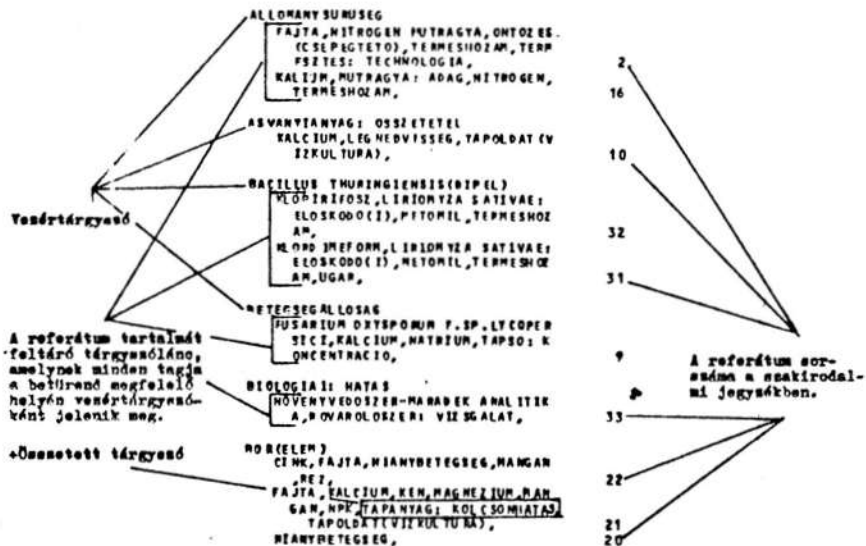 ALLOMANYSURUSEG
FAJTA,NITROGEN MUTRAGYA,ONTOZES.
(CSEPEGTETO),TERMESHOZAM,TERM
ESZTES: TECHNOLOGIA, 2
KALIUM,MUTRAGYA: ADAG,NITROGEN,
TERMESHOZAM, 16
ASVANYIANYAG: OSSZETETEL
KALCIUM,LEGNEDVESSEG,TAPOLDAT(V
IZKULTURA), 10
BACILLUS THURINGIENSIS(DIPEL)
KLOPIRIFOSZ,LIRIOMYZA SATIVAE:
ELOSKODO(I),METOMIL,TERMESHOZ
AM, 32
KLORDIMEFORM,LIRIOMYZA SATIVAE:
ELOSKODO(I),METOMIL,TERMESHOZ
AM,UGAR, 31
Vezértárgyszó
BETEGSEGALLOSAG
FUSARIUM OXYSPORUM F.SP.LYCOPER
SICI,KALCIUM,NATRIUM,TAPSO: K
ONCENTRACIO, 9
BIOLOGIAI: HATAS 8
NOVENYVEDOSZER-MARADEK ANALITIK
A,ROVAROLOSZER: VIZSGALAT, 33
A referátum tartalmát
feltáró tárgyszólánc,
amelynek minden tagja
a betűrend megfelelő
helyén vezértárgyszó-
ként jelenik meg.
BOR(ELEM)
CINK,FAJTA,HIANYBETEGSEG,MANGAN
,REZ, 22
FAJTA,KALCIUM,KEN,MAGNEZIUM,MAN
GAN,NPK,TAPANYAG: KOLCSONHATAS,
TAPOLDAT(VIZKULTURA), 21
HIANYBETEGSEG, 20
+Összetett tárgyszó
A referátum sor-
száma a szakirodal-
mi jegyzékben.